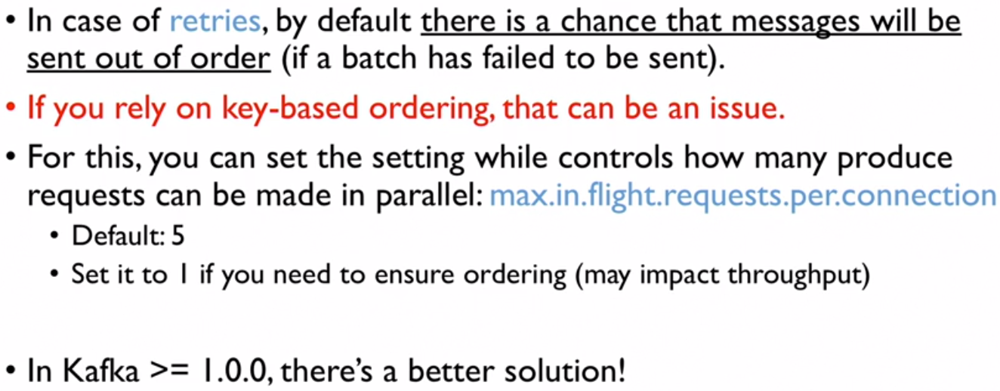 • In case of retries, by default there is a chance that messages will be
sent out of order (if a batch has failed to be sent).
• If you rely on key-based ordering, that can be an issue.
• For this, you can set the setting while controls how many produce
requests can be made in parallel: max.in.flight.requests.per.connection
• Default: 5
• Set it to 1 if you need to ensure ordering (may impact throughput)
• In Kafka >= 1.0.0, there's a better solution!